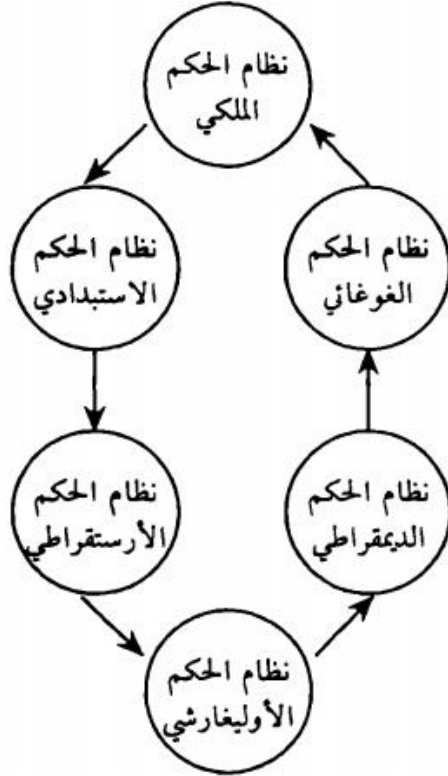 نظام الحكم
الملكي
نظام الحكم
الاستبدادي
نظام الحكم
الأرستقراطي
نظام الحكم
الأوليغارشي
نظام الحكم
الديمقراطي
نظام الحكم
الغوغائي